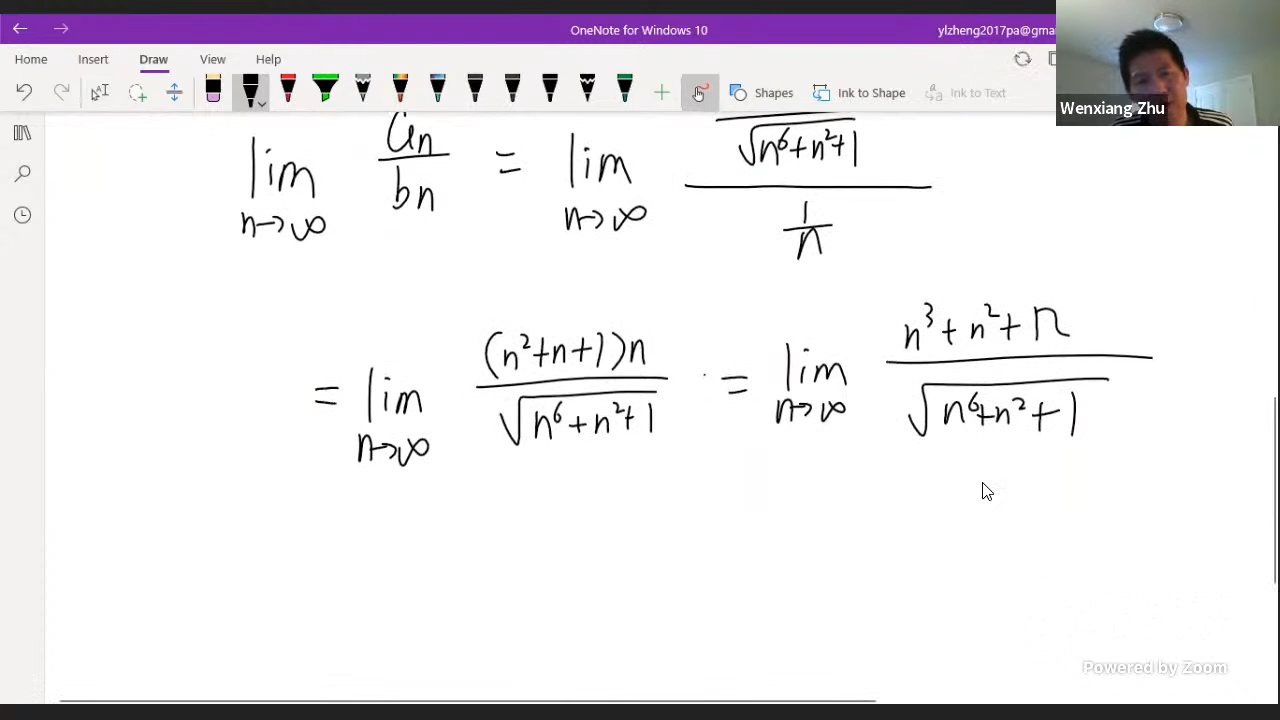 OneNote for Windows 10
ylzheng2017pa@gma
Home Insert Draw View Help
Shapes Ink to Shape Ink to Text
Wenxiang Zhu
lim n→∞ an/bn = lim n→∞ √(n⁶+n²+1) / (1/n)
= lim n→∞ (n²+n+1)n / √(n⁶+n²+1) = lim n→∞ (n³+n²+n) / √(n⁶+n²+1)
Powered by Zoom